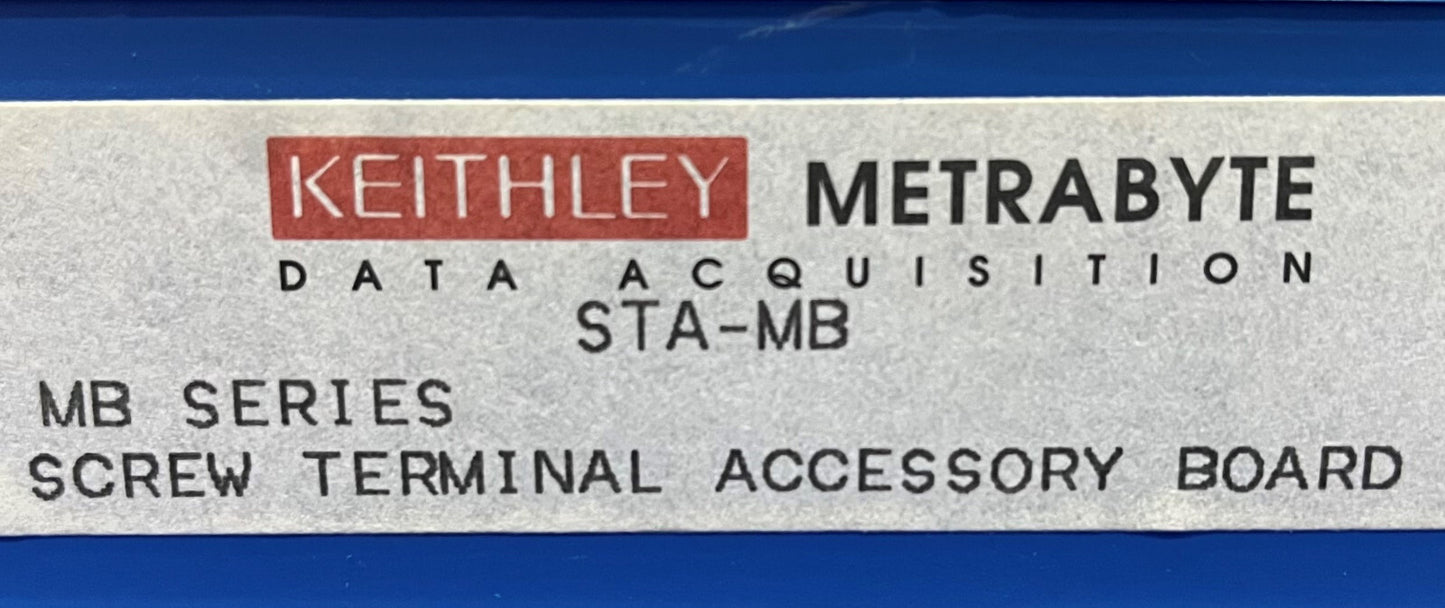 KEITHLEY METRABYTE
DATA ACQUISITION
STA-MB
MB SERIES
SCREW TERMINAL ACCESSORY BOARD